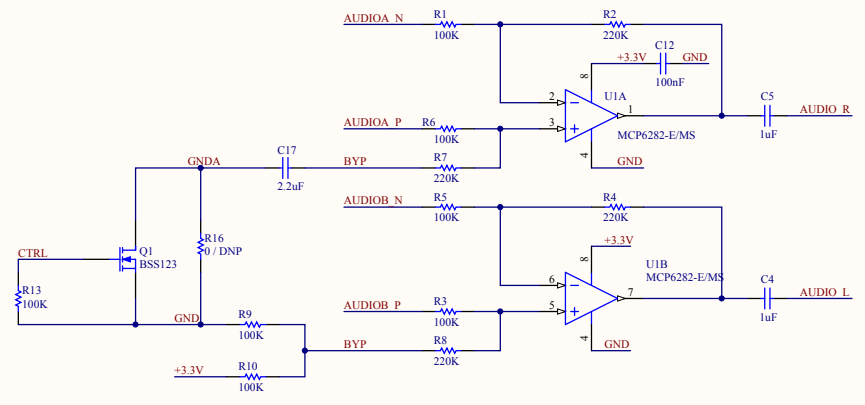 AUDIOA_N
R1
100K
R2
220K
+3.3V
C12
GND
100nF
8
2
U1A
1
C5
AUDIO_R
1uF
AUDIOA_P
R6
100K
3
MCP6282-E/MS
4
GND
C17
GNDA
2.2uF
BYP
R7
220K
AUDIOB_N
R5
100K
R4
220K
CTRL
Q1
BSS123
R16
0 / DNP
+3.3V
8
U1B
MCP6282-E/MS
6
7
C4
AUDIO_L
1uF
R13
100K
AUDIOB_P
R3
100K
5
4
GND
GND
R9
100K
BYP
R8
220K
+3.3V
R10
100K